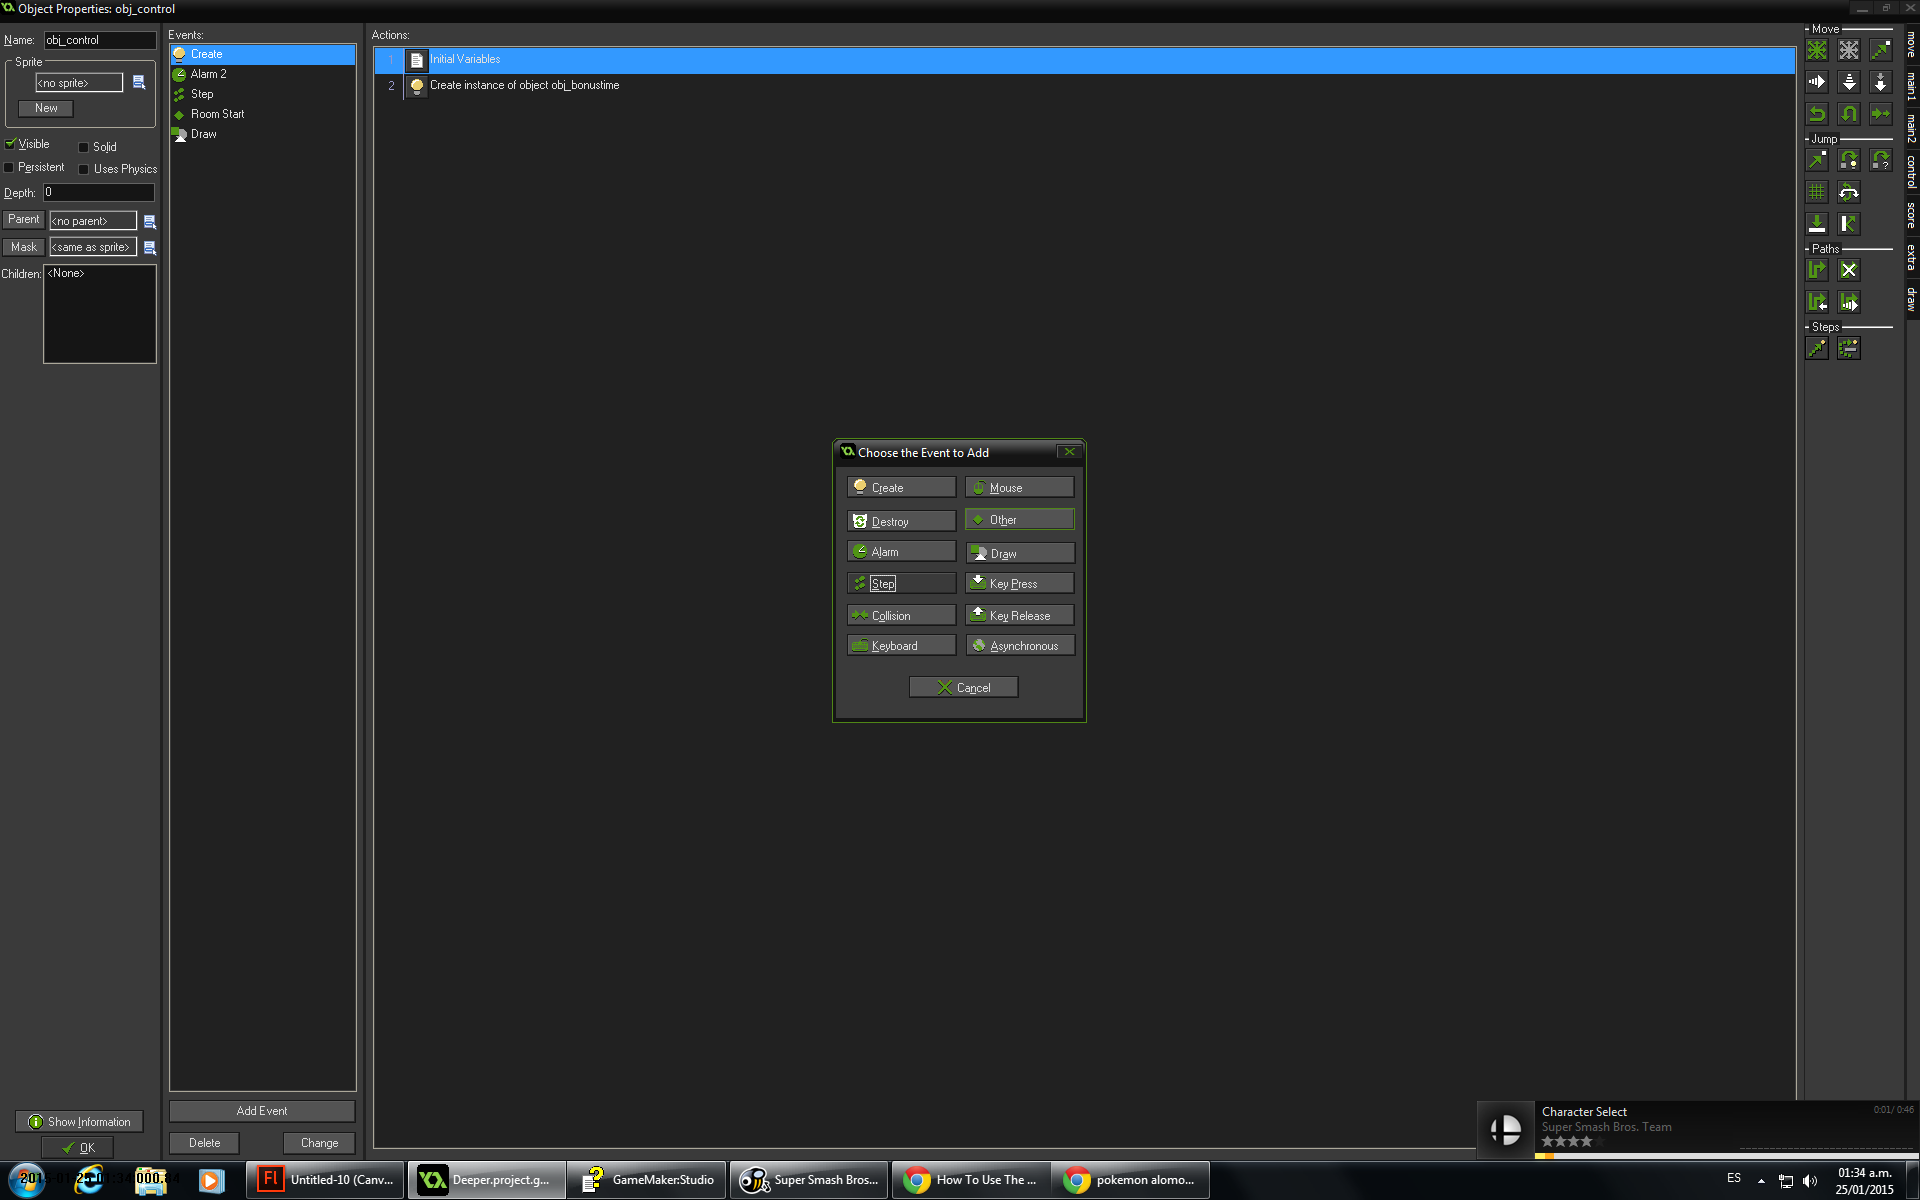 Object Properties: obj_control
Name: obj_control
Sprite
<no sprite>
New
Visible
Solid
Persistent
Uses Physics
Depth: 0
Parent <no parent>
Mask <same as sprite>
Children: <None>
Show Information
OK
Events:
Create
Alarm 2
Step
Room Start
Draw
Add Event
Delete
Change
Actions:
1 Initial Variables
2 Create instance of object obj_bonustime
Choose the Event to Add
Create
Mouse
Destroy
Other
Alarm
Draw
Step
Key Press
Collision
Key Release
Keyboard
Asynchronous
Cancel
Move
Jump
Paths
Steps
move
main1
main2
control
score
extra
draw
Character Select
0:01/ 0:46
Super Smash Bros. Team
Untitled-10 (Canv...
Deeper.project.g...
GameMaker:Studio
Super Smash Bros...
How To Use The ...
pokemon alomo...
ES
01:34 a.m.
25/01/2015